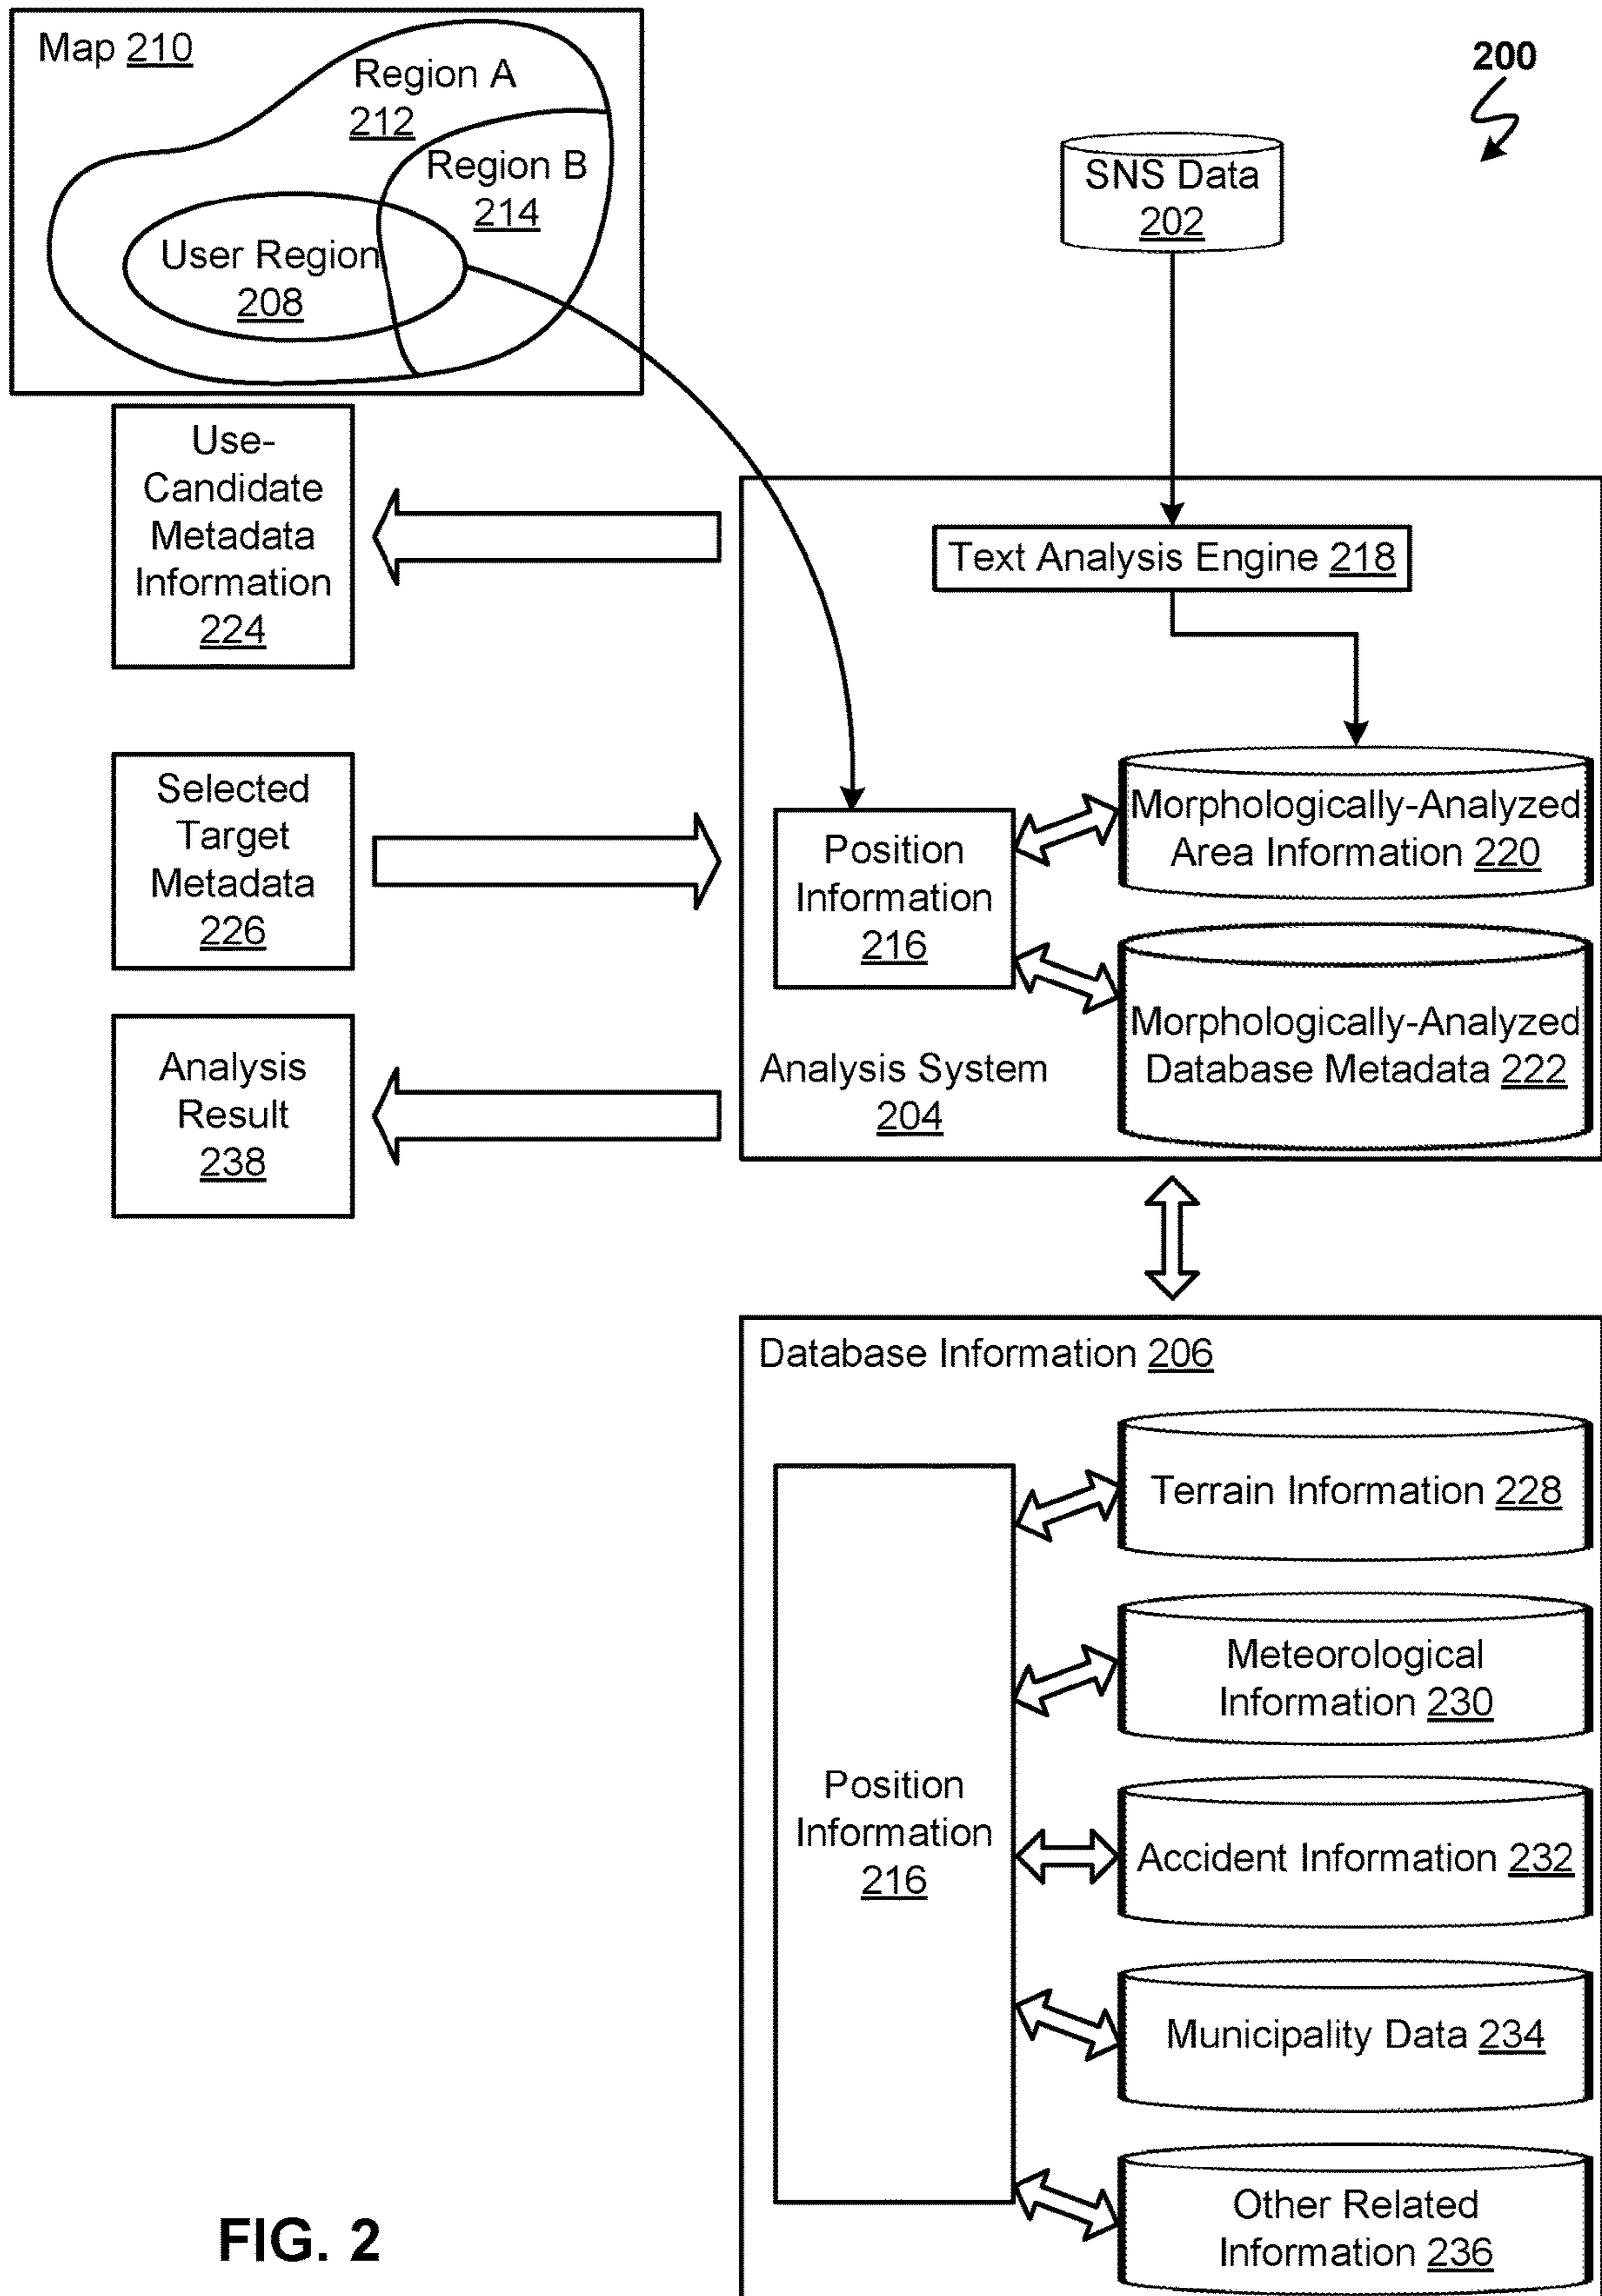 Map 210
Region A
212
Region B
214
User Region
208
200
SNS Data
202
Use-
Candidate
Metadata
Information
224
Text Analysis Engine 218
Selected
Target
Metadata
226
Position
Information
216
Morphologically-Analyzed
Area Information 220
Morphologically-Analyzed
Database Metadata 222
Analysis System
204
Analysis
Result
238
Database Information 206
Position
Information
216
Terrain Information 228
Meteorological
Information 230
Accident Information 232
Municipality Data 234
Other Related
Information 236
FIG. 2